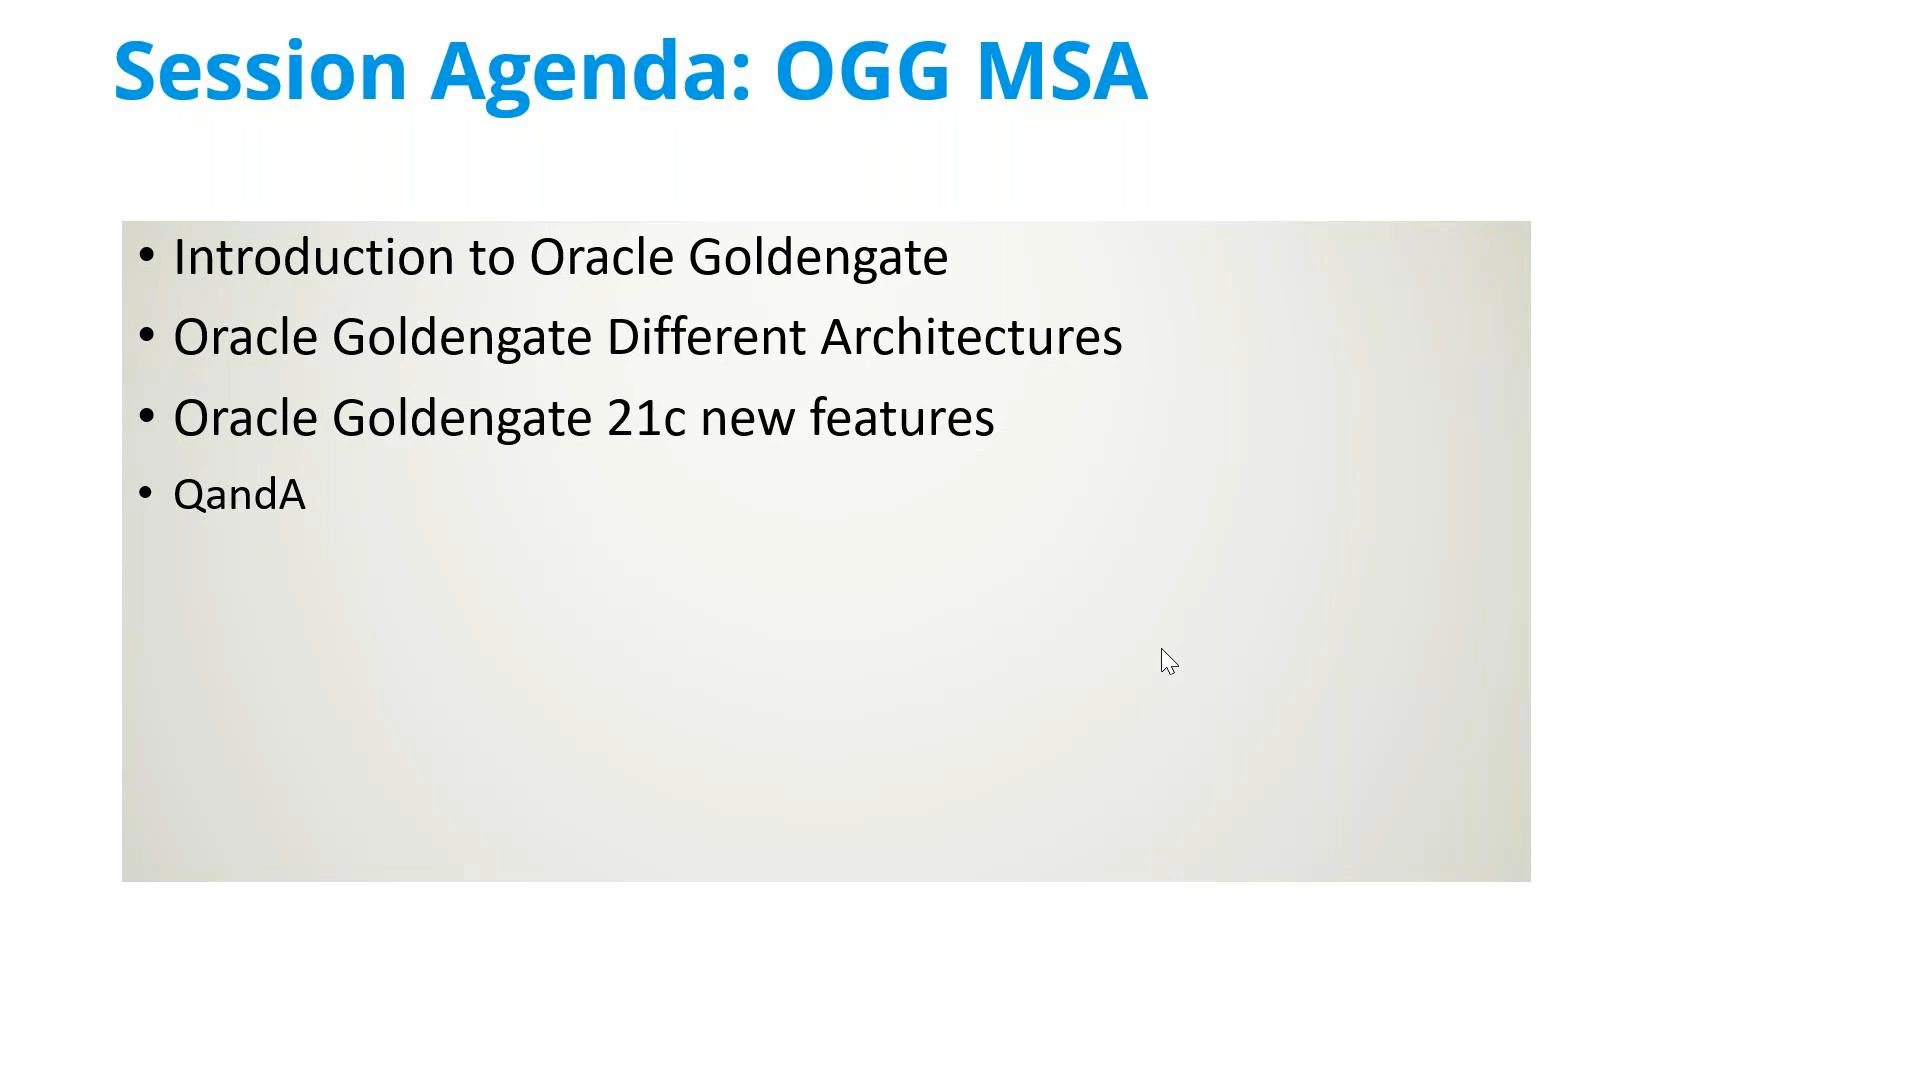 Session Agenda: OGG MSA
• Introduction to Oracle Goldengate
• Oracle Goldengate Different Architectures
• Oracle Goldengate 21c new features
• QandA